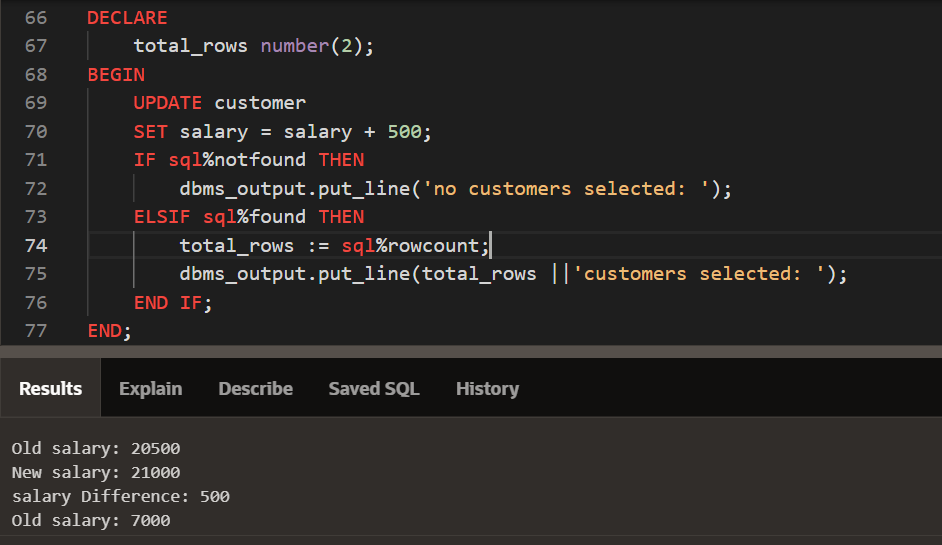 66 DECLARE
67     total_rows number(2);
68 BEGIN
69     UPDATE customer
70     SET salary = salary + 500;
71     IF sql%notfound THEN
72         dbms_output.put_line('no customers selected: ');
73     ELSIF sql%found THEN
74         total_rows := sql%rowcount;
75         dbms_output.put_line(total_rows ||'customers selected: ');
76     END IF;
77 END;
Results Explain Describe Saved SQL History
Old salary: 20500
New salary: 21000
salary Difference: 500
Old salary: 7000